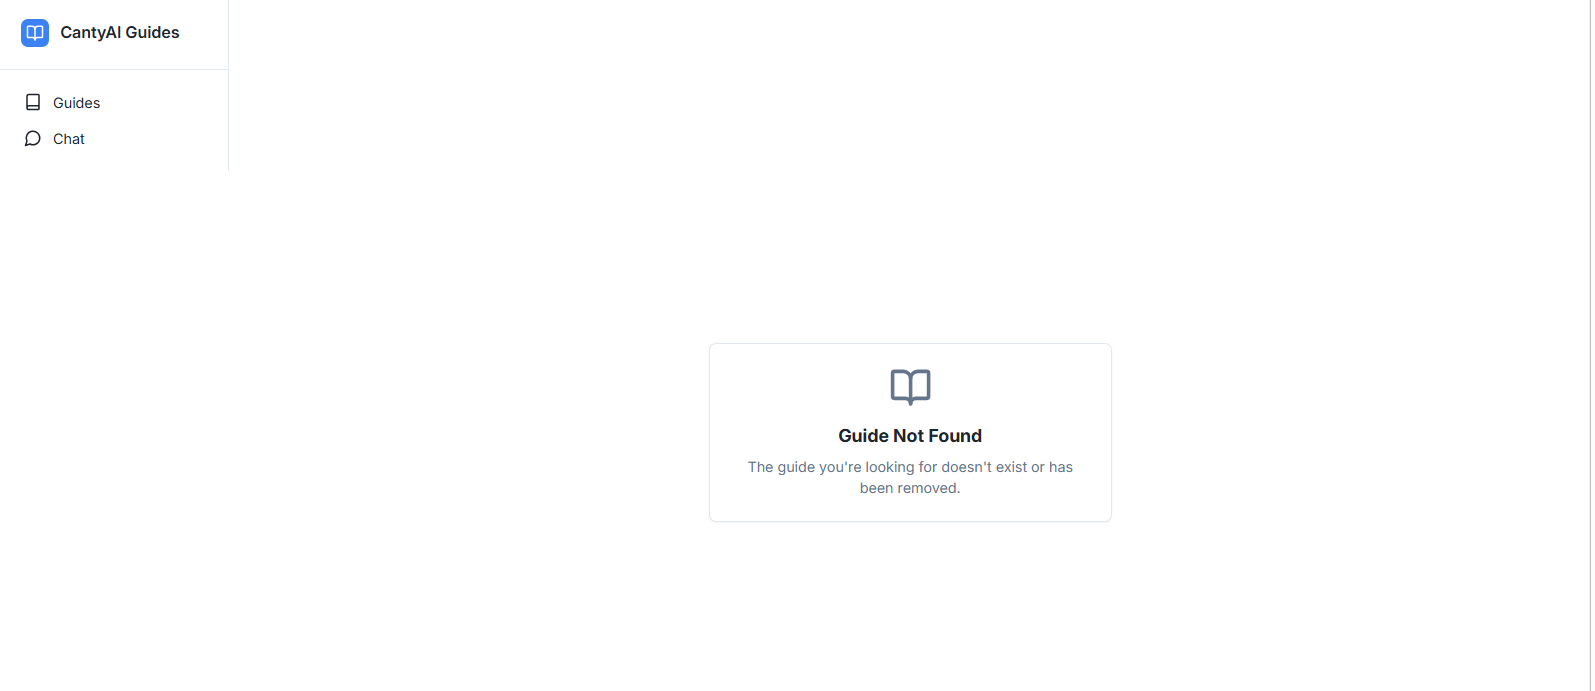 CantyAI Guides
Guides
Chat
Guide Not Found
The guide you're looking for doesn't exist or has
been removed.